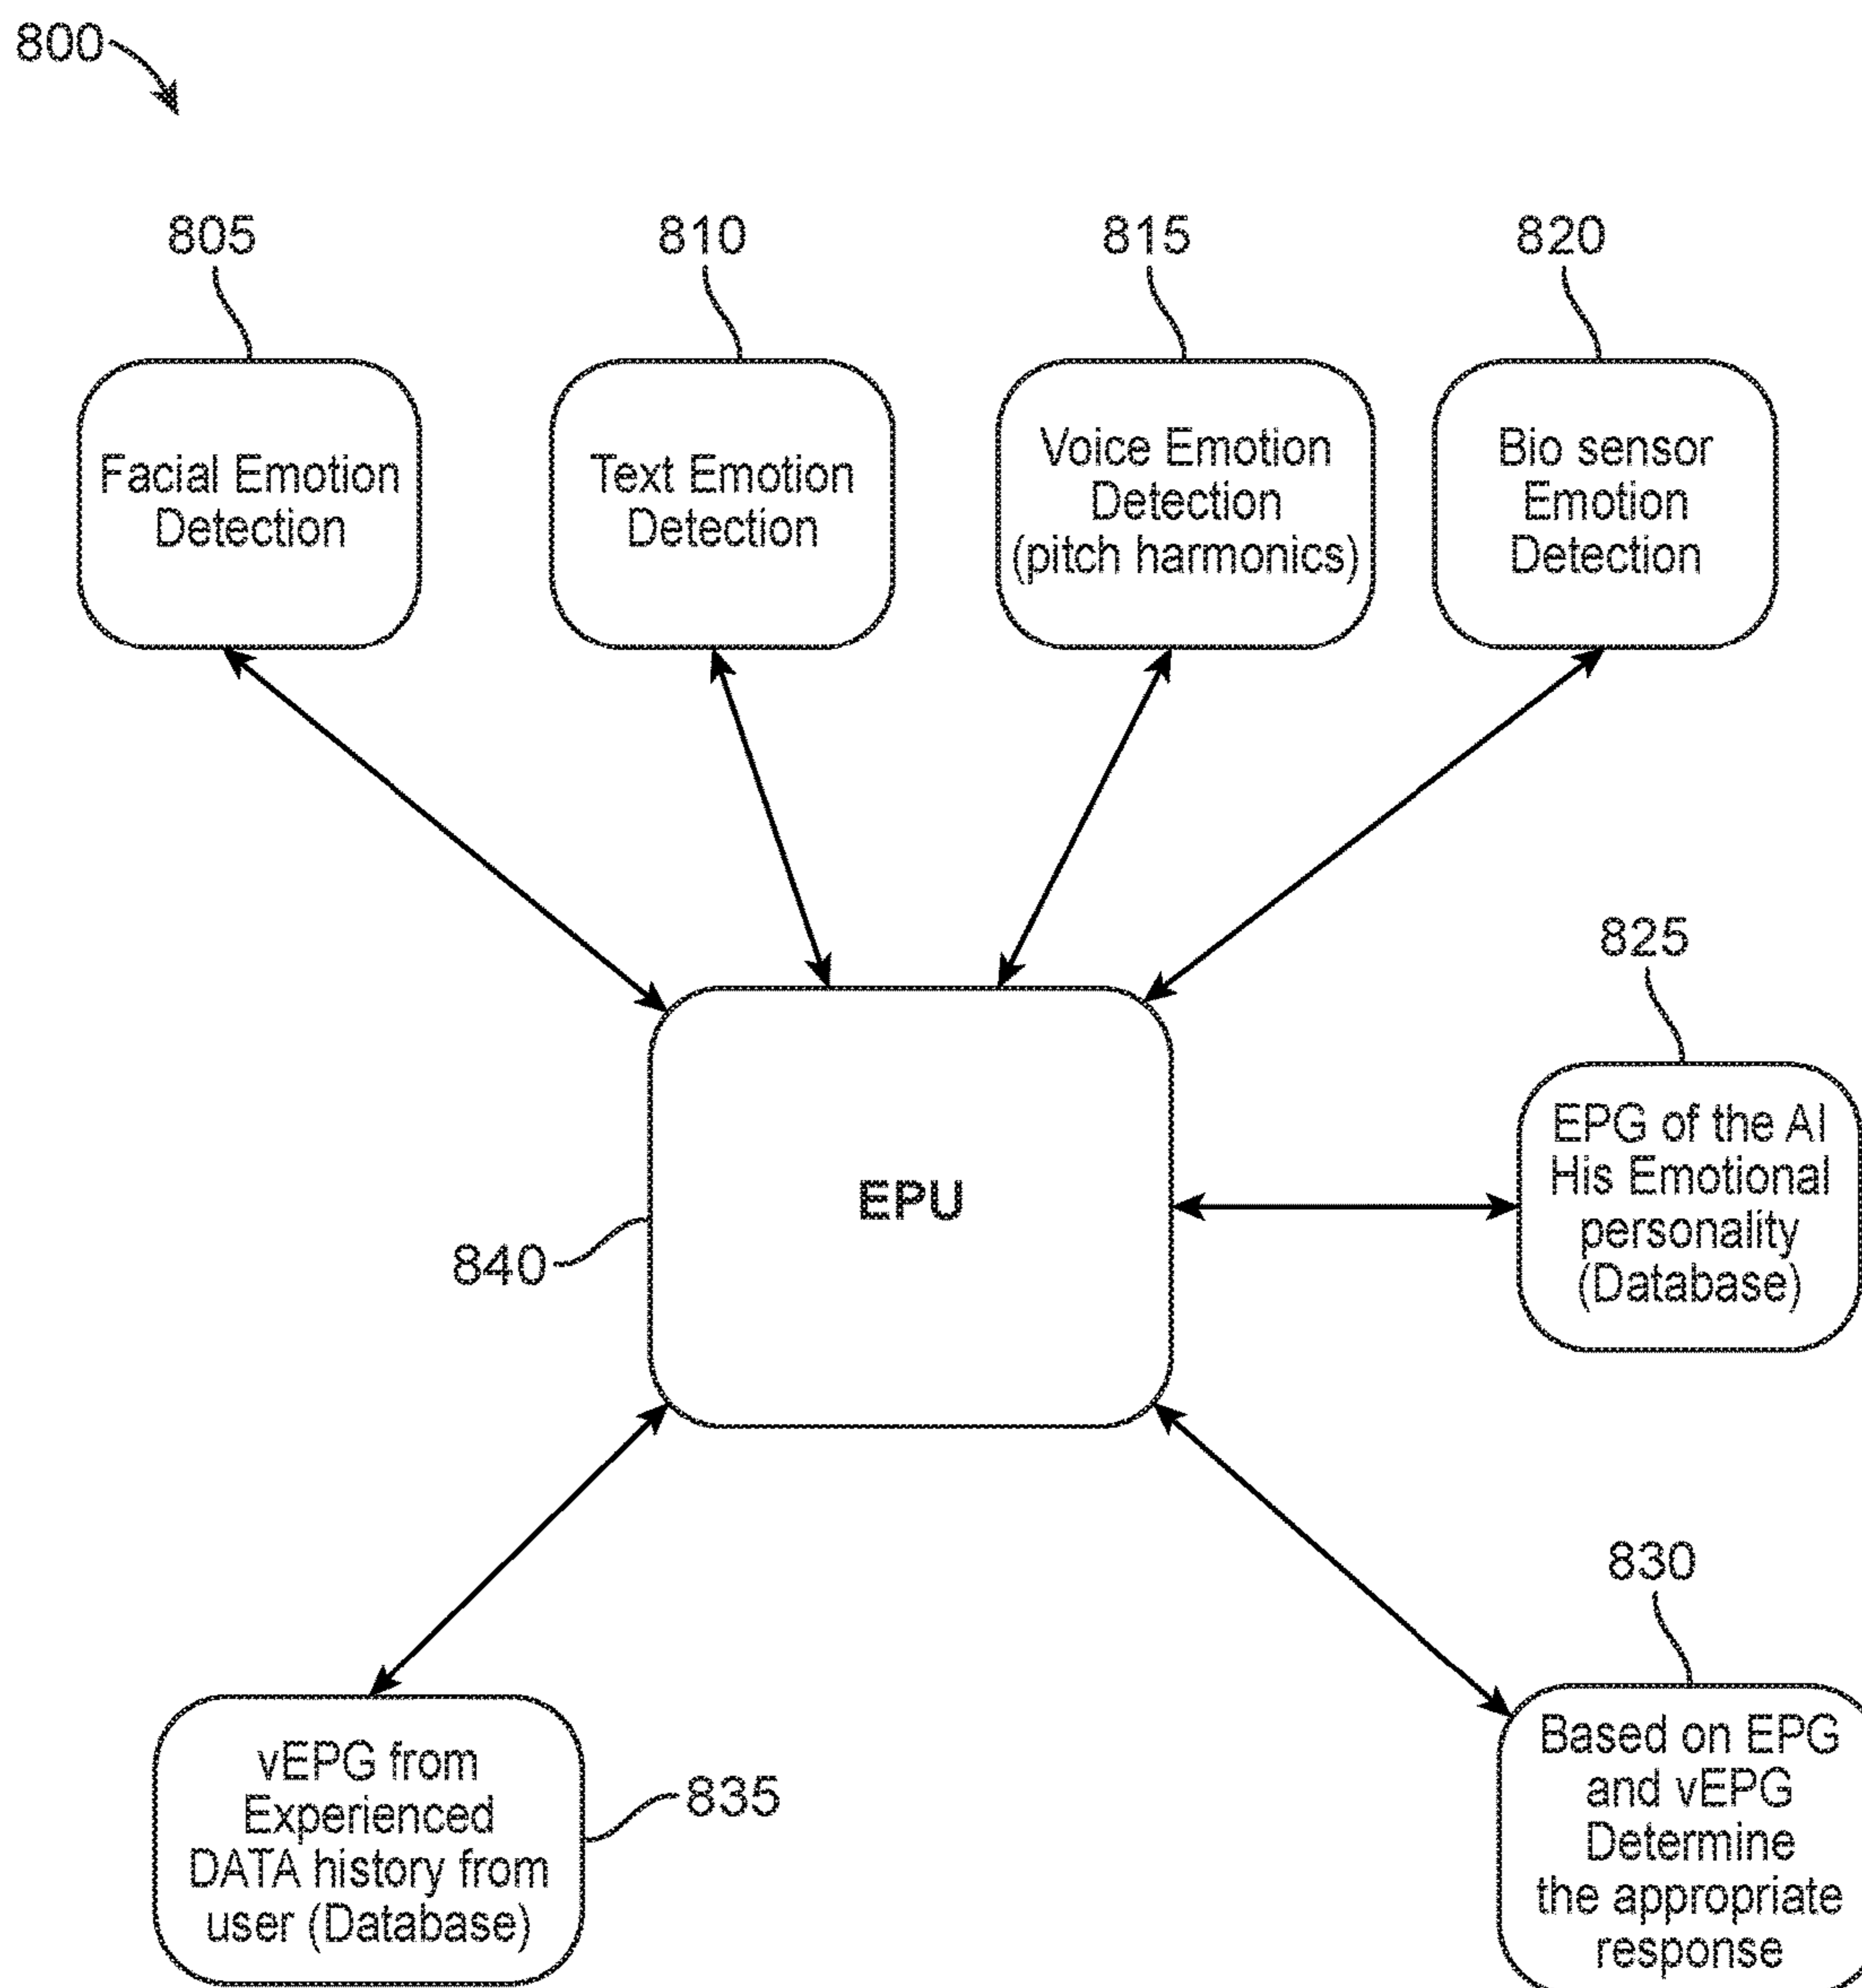 800
805
810
815
820
Facial Emotion
Detection
Text Emotion
Detection
Voice Emotion
Detection
(pitch harmonics)
Bio sensor
Emotion
Detection
825
EPG of the AI
His Emotional
personality
(Database)
EPU
840
830
Based on EPG
and vEPG
Determine
the appropriate
response
vEPG from
Experienced
DATA history from
user (Database)
835